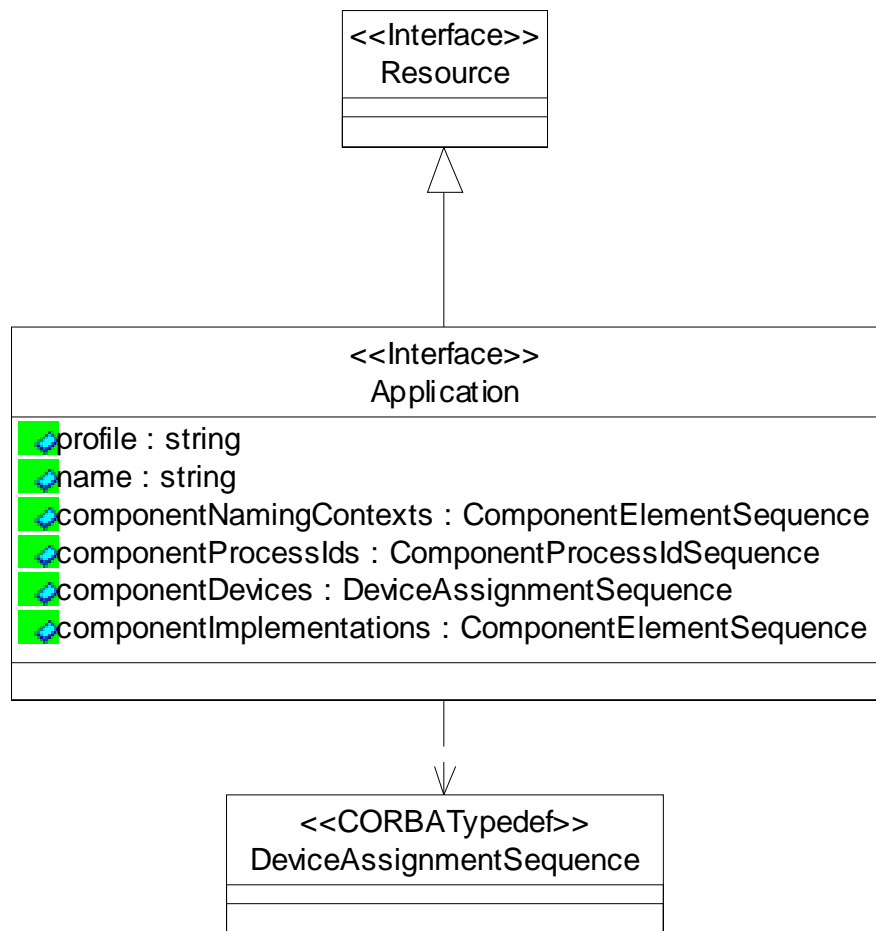 <<Interface>>
Resource
<<Interface>>
Application
profile : string
name : string
componentNamingContexts : ComponentElementSequence
componentProcessIds : ComponentProcessIdSequence
componentDevices : DeviceAssignmentSequence
componentImplementations : ComponentElementSequence
<<CORBATypedef>>
DeviceAssignmentSequence